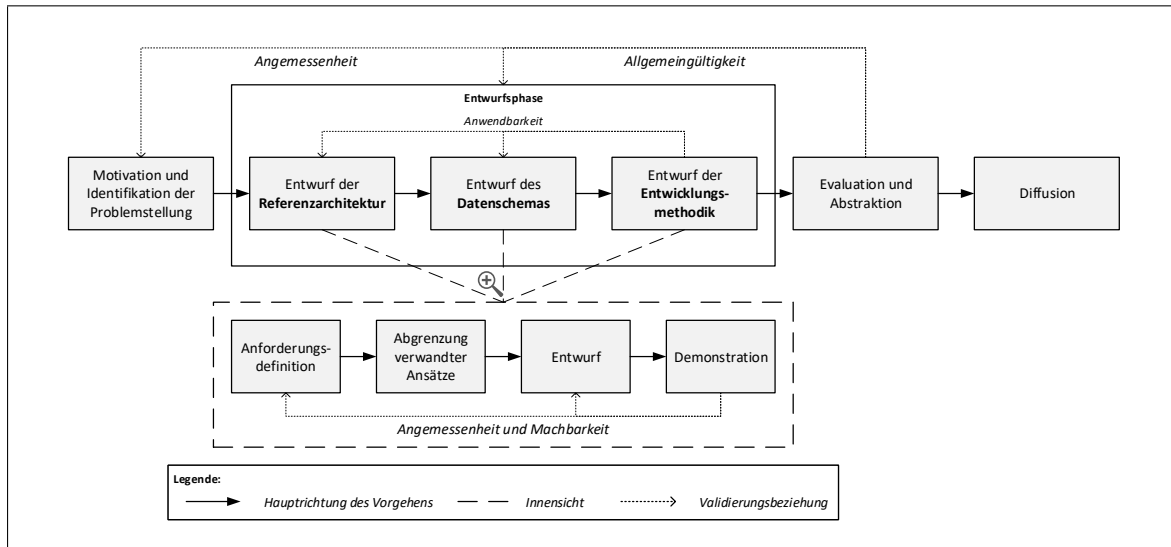 Angemessenheit
Allgemeingültigkeit
Entwurfsphase
Anwendbarkeit
Motivation und
Identifikation der
Problemstellung
Entwurf der
Referenzarchitektur
Entwurf des
Datenschemas
Entwurf der
Entwicklungs-
methodik
Evaluation und
Abstraktion
Diffusion
Anforderungs-
definition
Abgrenzung
verwandter
Ansätze
Entwurf
Demonstration
Angemessenheit und Machbarkeit
Legende:
Hauptrichtung des Vorgehens
Innensicht
Validierungsbeziehung